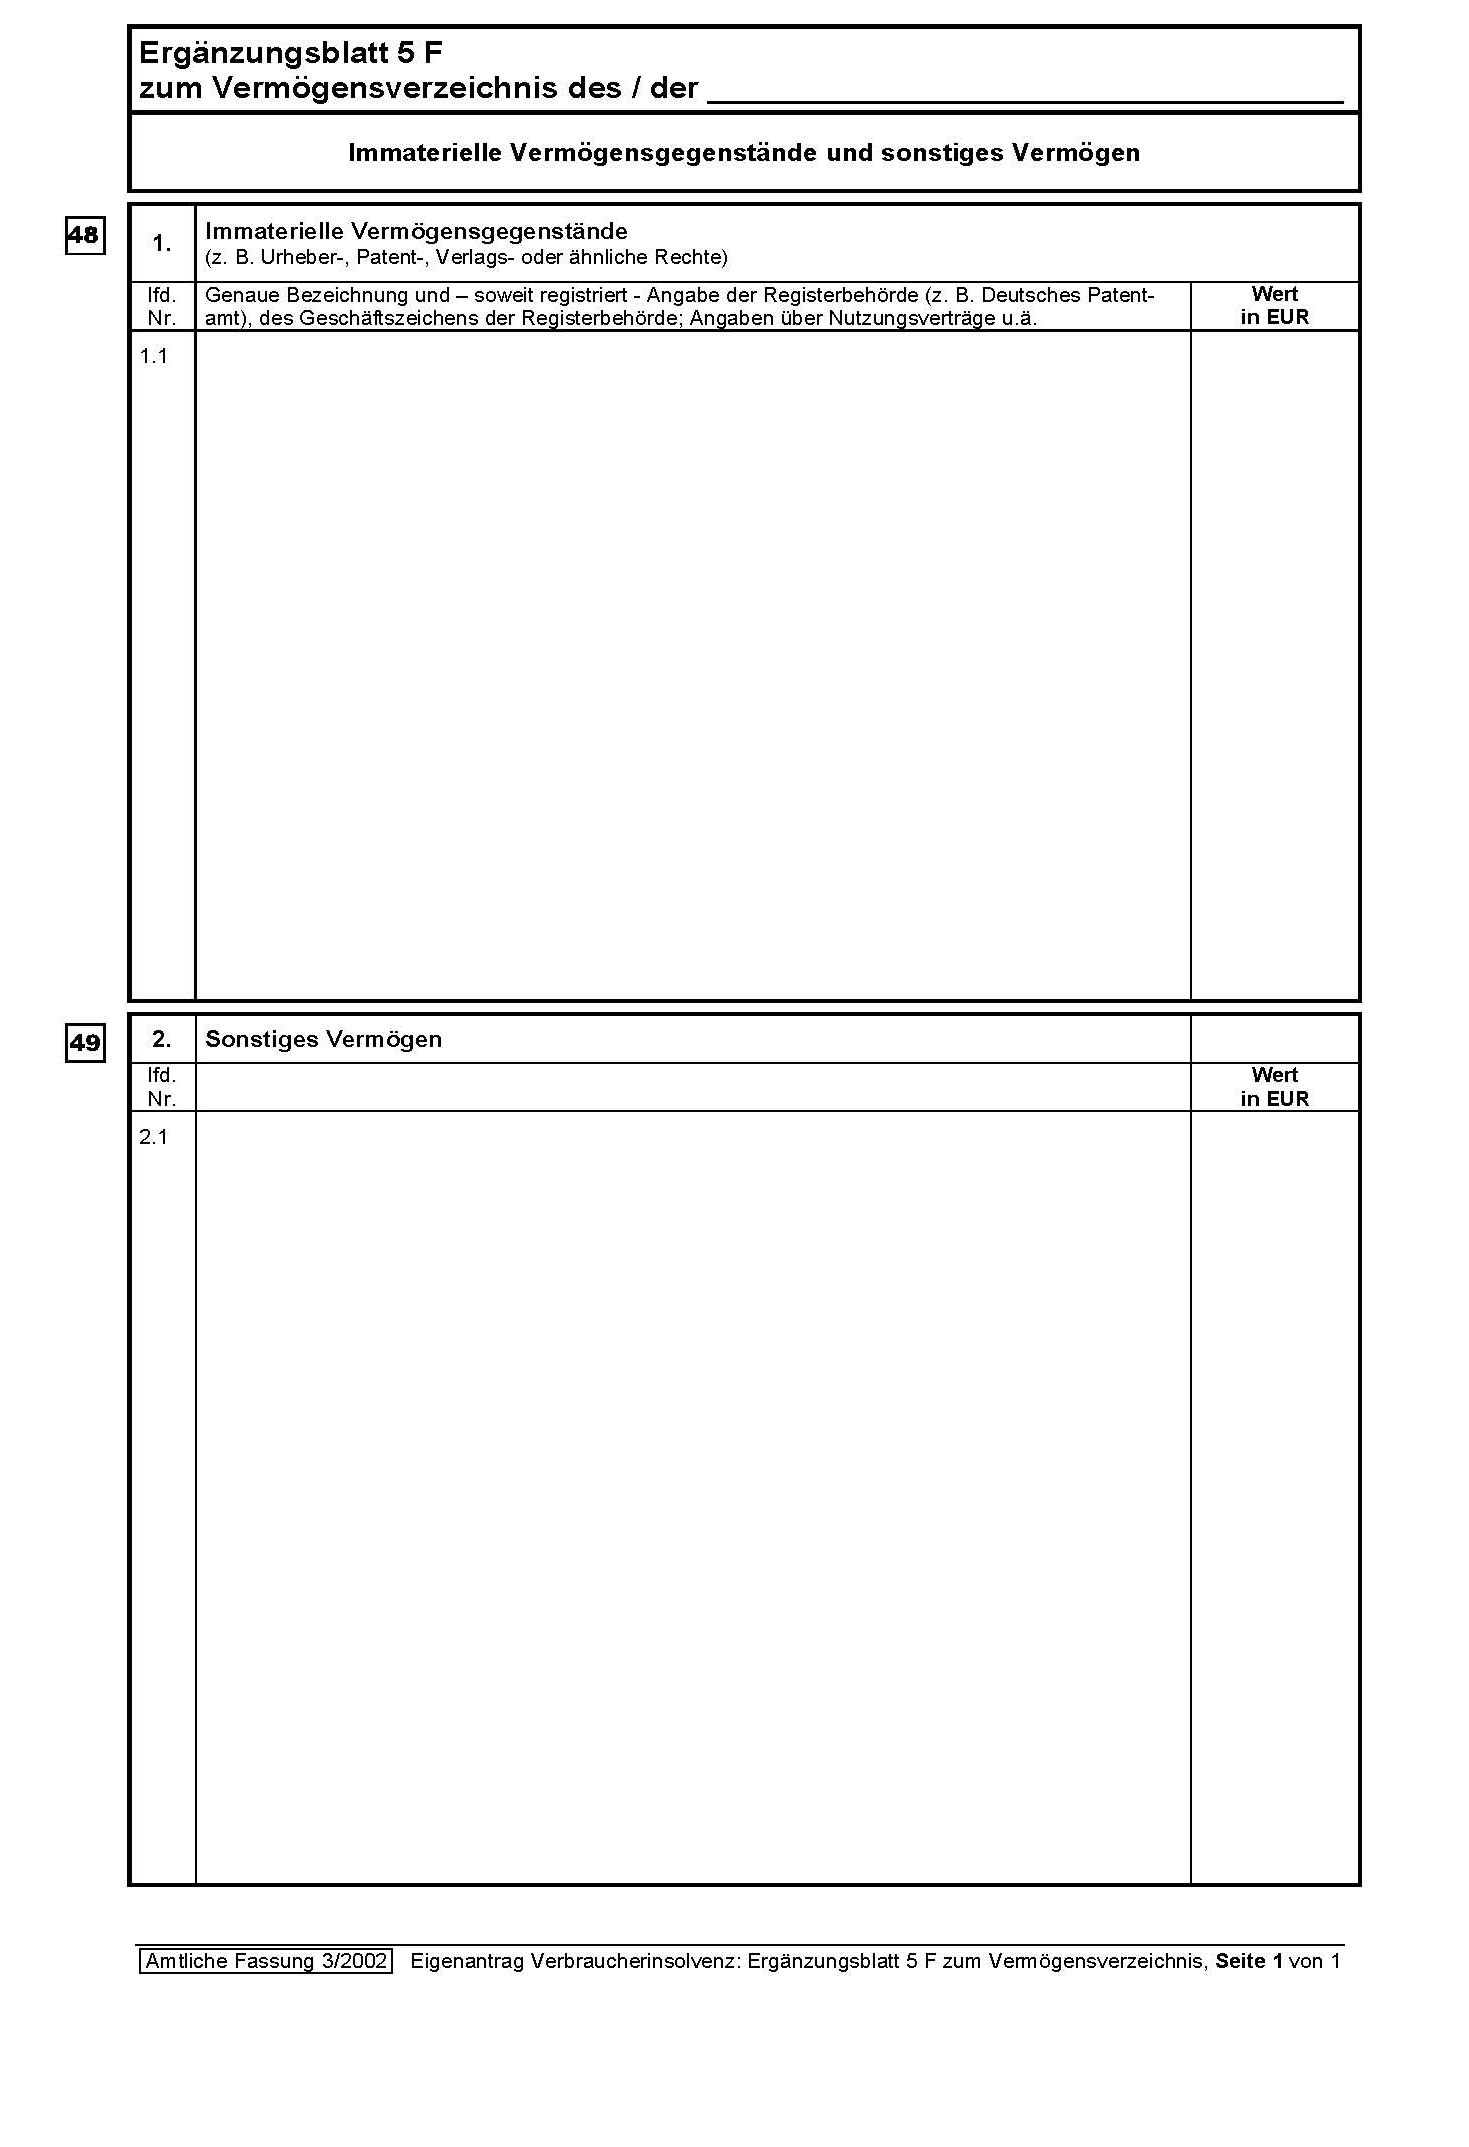 Ergänzungsblatt 5 F
zum Vermögensverzeichnis des / der
Immaterielle Vermögensgegenstände und sonstiges Vermögen
48
1.
Immaterielle Vermögensgegenstände
(z. B. Urheber-, Patent-, Verlags- oder ähnliche Rechte)
lfd.
Nr.
Genaue Bezeichnung und – soweit registriert - Angabe der Registerbehörde (z. B. Deutsches Patent-
amt), des Geschäftszeichens der Registerbehörde; Angaben über Nutzungsverträge u.ä.
Wert
in EUR
1.1
49
2.
Sonstiges Vermögen
lfd.
Nr.
Wert
in EUR
2.1
Amtliche Fassung 3/2002 Eigenantrag Verbraucherinsolvenz: Ergänzungsblatt 5 F zum Vermögensverzeichnis, Seite 1 von 1